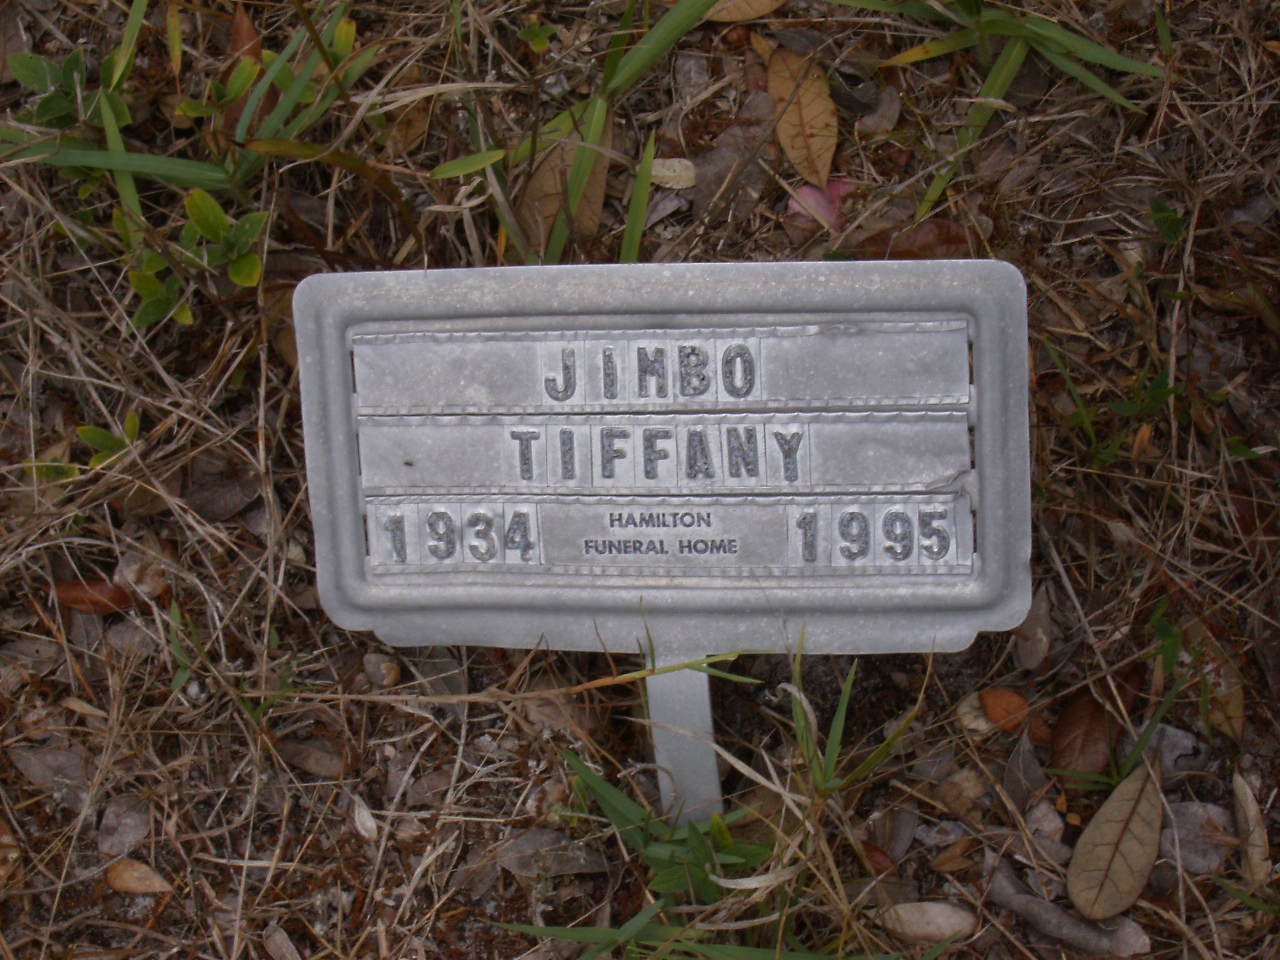 JIMBO
TIFFANY
1934 HAMILTON FUNERAL HOME 1995